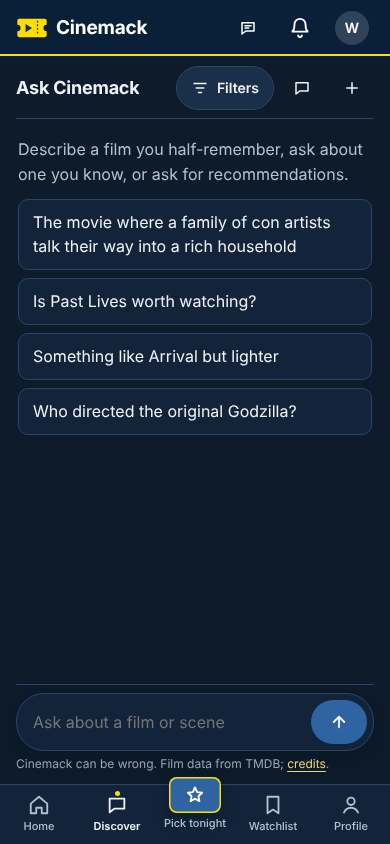 Cinemack
W
Ask Cinemack
Filters
Describe a film you half-remember, ask about
one you know, or ask for recommendations.
The movie where a family of con artists
talk their way into a rich household
Is Past Lives worth watching?
Something like Arrival but lighter
Who directed the original Godzilla?
Ask about a film or scene
Cinemack can be wrong. Film data from TMDB; credits.
Home
Discover
Pick tonight
Watchlist
Profile